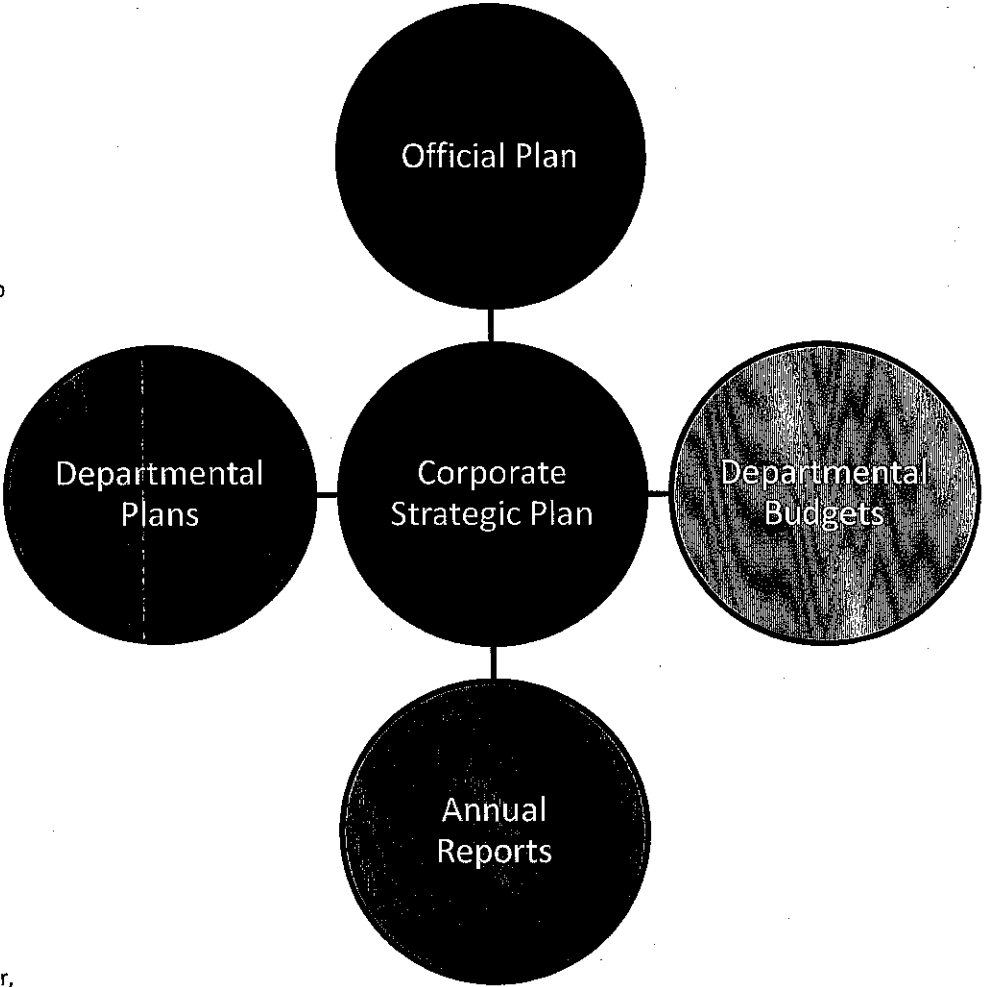 Official Plan
Departmental
Plans
Corporate
Strategic Plan
Departmental
Budgets
Annual
Reports
r,